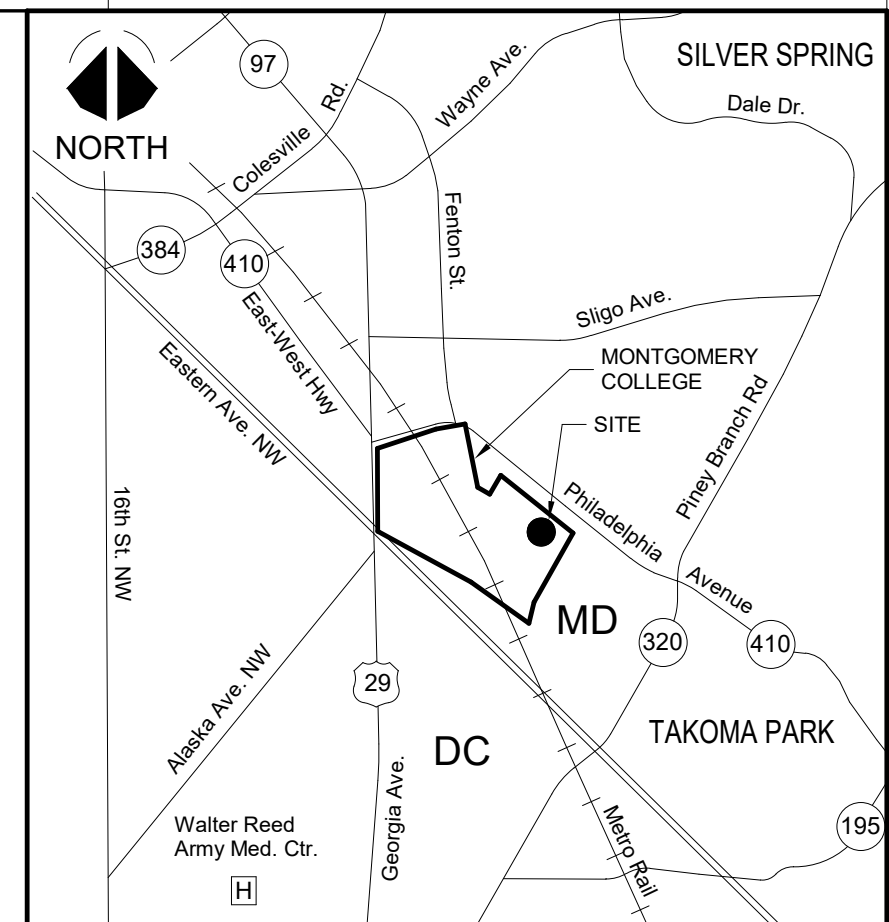 SILVER SPRING
97
Wayne Ave.
Dale Dr.
NORTH
Colesville Rd.
Fenton St.
384
410
East-West Hwy
Sligo Ave.
Eastern Ave. NW
MONTGOMERY
COLLEGE
SITE
Piney Branch Rd
16th St. NW
Philadelphia
Avenue
MD
320
410
Alaska Ave. NW
29
TAKOMA PARK
DC
Georgia Ave.
Metro Rail
Walter Reed
Army Med. Ctr.
H
195